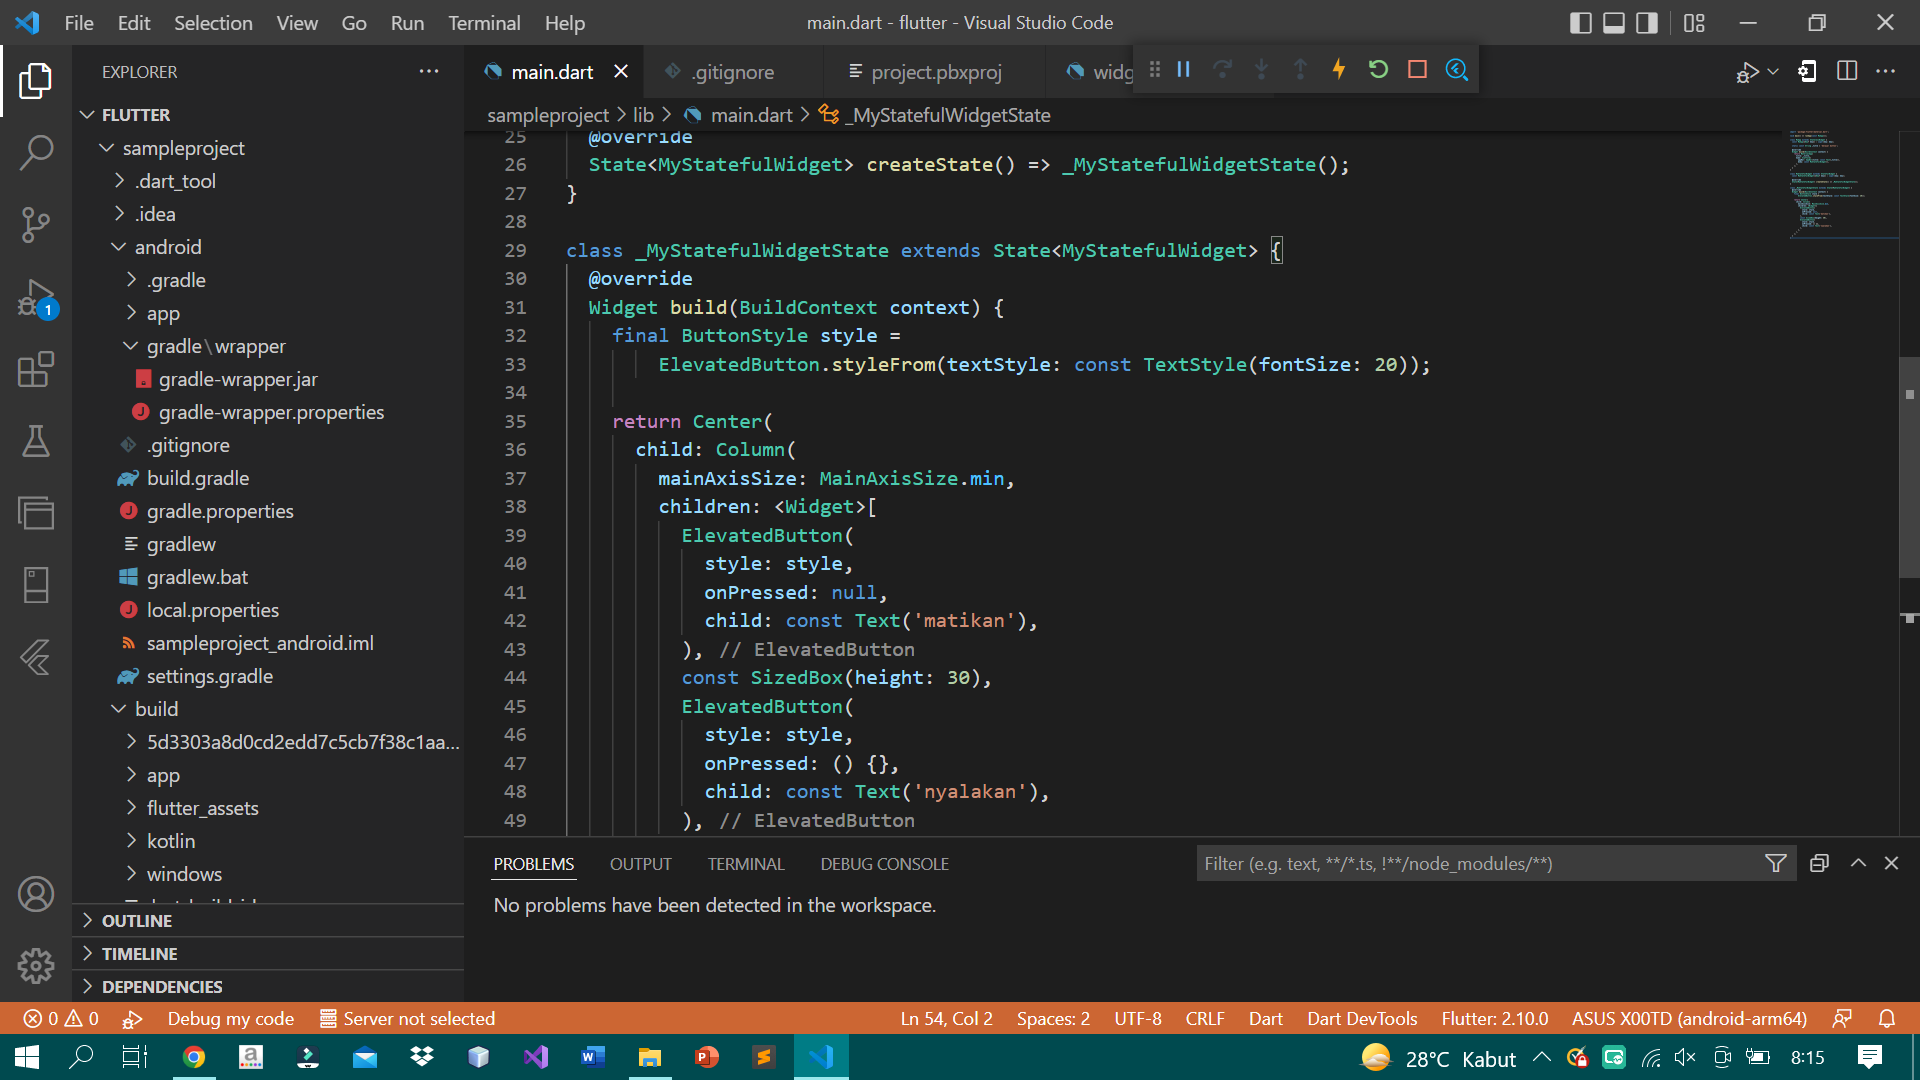 File Edit Selection View Go Run Terminal Help
main.dart - flutter - Visual Studio Code
EXPLORER
FLUTTER
sampleproject
.dart_tool
.idea
android
.gradle
app
gradle\wrapper
gradle-wrapper.jar
gradle-wrapper.properties
.gitignore
build.gradle
gradle.properties
gradlew
gradlew.bat
local.properties
sampleproject_android.iml
settings.gradle
build
5d3303a8d0cd2edd7c5cb7f38c1aa...
app
flutter_assets
kotlin
windows
OUTLINE
TIMELINE
DEPENDENCIES
1
main.dart .gitignore project.pbxproj widg
sampleproject > lib > main.dart > _MyStatefulWidgetState
25 @override
26 State<MyStatefulWidget> createState() => _MyStatefulWidgetState();
27 }
28
29 class _MyStatefulWidgetState extends State<MyStatefulWidget> {
30 @override
31 Widget build(BuildContext context) {
32 final ButtonStyle style =
33 ElevatedButton.styleFrom(textStyle: const TextStyle(fontSize: 20));
34
35 return Center(
36 child: Column(
37 mainAxisSize: MainAxisSize.min,
38 children: <Widget>[
39 ElevatedButton(
40 style: style,
41 onPressed: null,
42 child: const Text('matikan'),
43 ), // ElevatedButton
44 const SizedBox(height: 30),
45 ElevatedButton(
46 style: style,
47 onPressed: () {},
48 child: const Text('nyalakan'),
49 ), // ElevatedButton
PROBLEMS OUTPUT TERMINAL DEBUG CONSOLE
Filter (e.g. text, **/*.ts, !**/node_modules/**)
No problems have been detected in the workspace.
0 0 Debug my code Server not selected Ln 54, Col 2 Spaces: 2 UTF-8 CRLF Dart Dart DevTools Flutter: 2.10.0 ASUS X00TD (android-arm64)
28°C Kabut 8:15